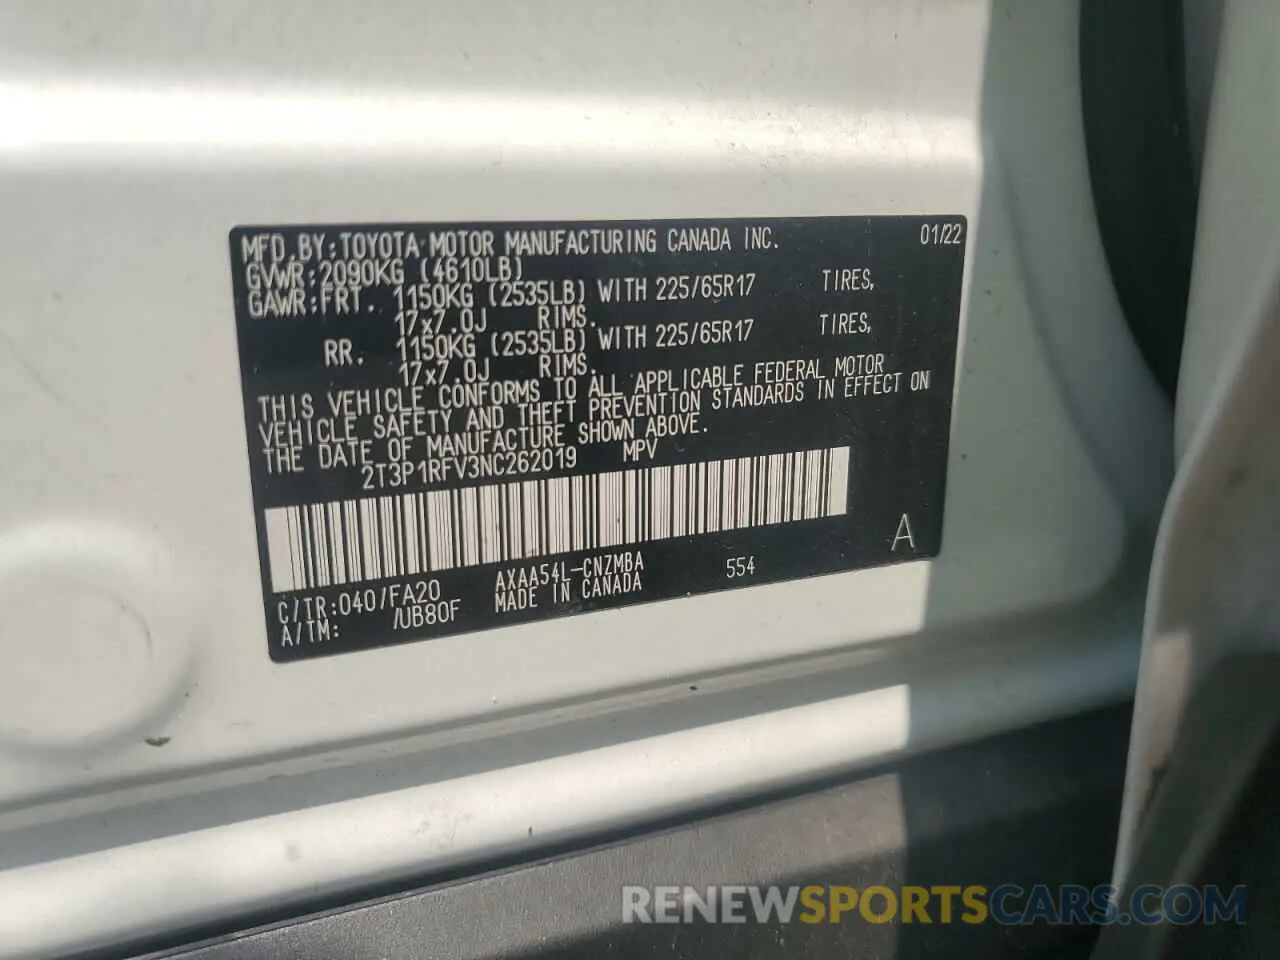 MFD.BY:TOYOTA MOTOR MANUFACTURING CANADA INC. 01/22
GVWR:2090KG (4610LB)
GAWR:FRT. 1150KG (2535LB) WITH 225/65R17 TIRES,
17x7.0J RIMS.
RR. 1150KG (2535LB) WITH 225/65R17 TIRES,
17x7.0J RIMS.
THIS VEHICLE CONFORMS TO ALL APPLICABLE FEDERAL MOTOR
VEHICLE SAFETY AND THEFT PREVENTION STANDARDS IN EFFECT ON
THE DATE OF MANUFACTURE SHOWN ABOVE.
2T3P1RFV3NC262019 MPV
A
C/TR:040/FA20 AXAA54L-CNZMBA 554
A/TM: /UB80F MADE IN CANADA
RENEWSPORTSCARS.COM